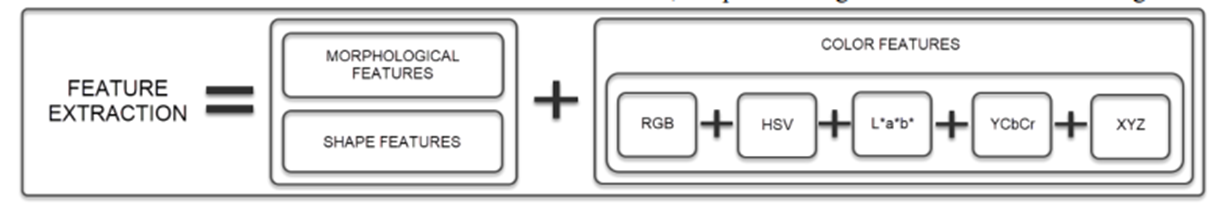 COLOR FEATURES
MORPHOLOGICAL
FEATURES
FEATURE
EXTRACTION
=
+
RGB + HSV + L*a*b* + YCbCr + XYZ
SHAPE FEATURES